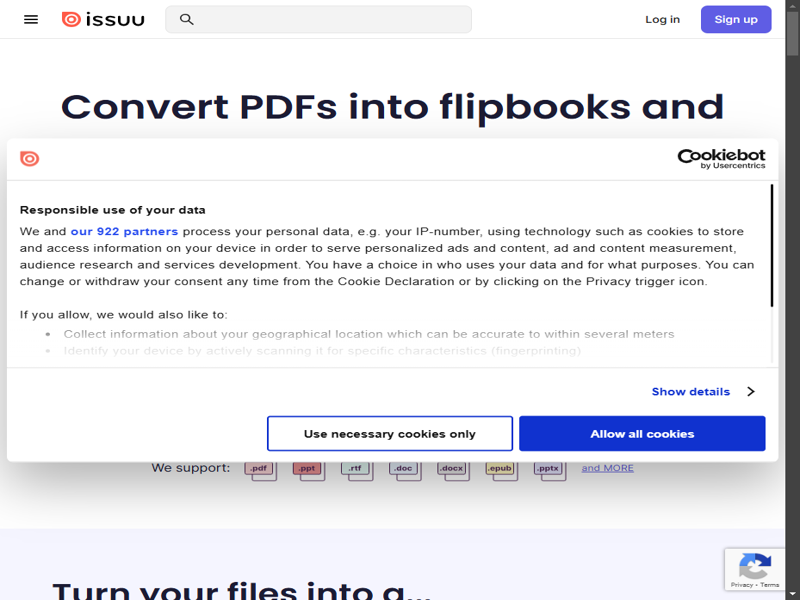 issuu
Log in
Sign up
Convert PDFs into flipbooks and
Cookiebot
by Usercentrics
Responsible use of your data
We and our 922 partners process your personal data, e.g. your IP-number, using technology such as cookies to store
and access information on your device in order to serve personalized ads and content, ad and content measurement,
audience research and services development. You have a choice in who uses your data and for what purposes. You can
change or withdraw your consent any time from the Cookie Declaration or by clicking on the Privacy trigger icon.
If you allow, we would also like to:
• Collect information about your geographical location which can be accurate to within several meters
• Identify your device by actively scanning it for specific characteristics (fingerprinting)
Show details
Use necessary cookies only
Allow all cookies
We support: .pdf .ppt .rtf .doc .docx .epub .pptx and MORE
Privacy - Terms
Turn your files into a...